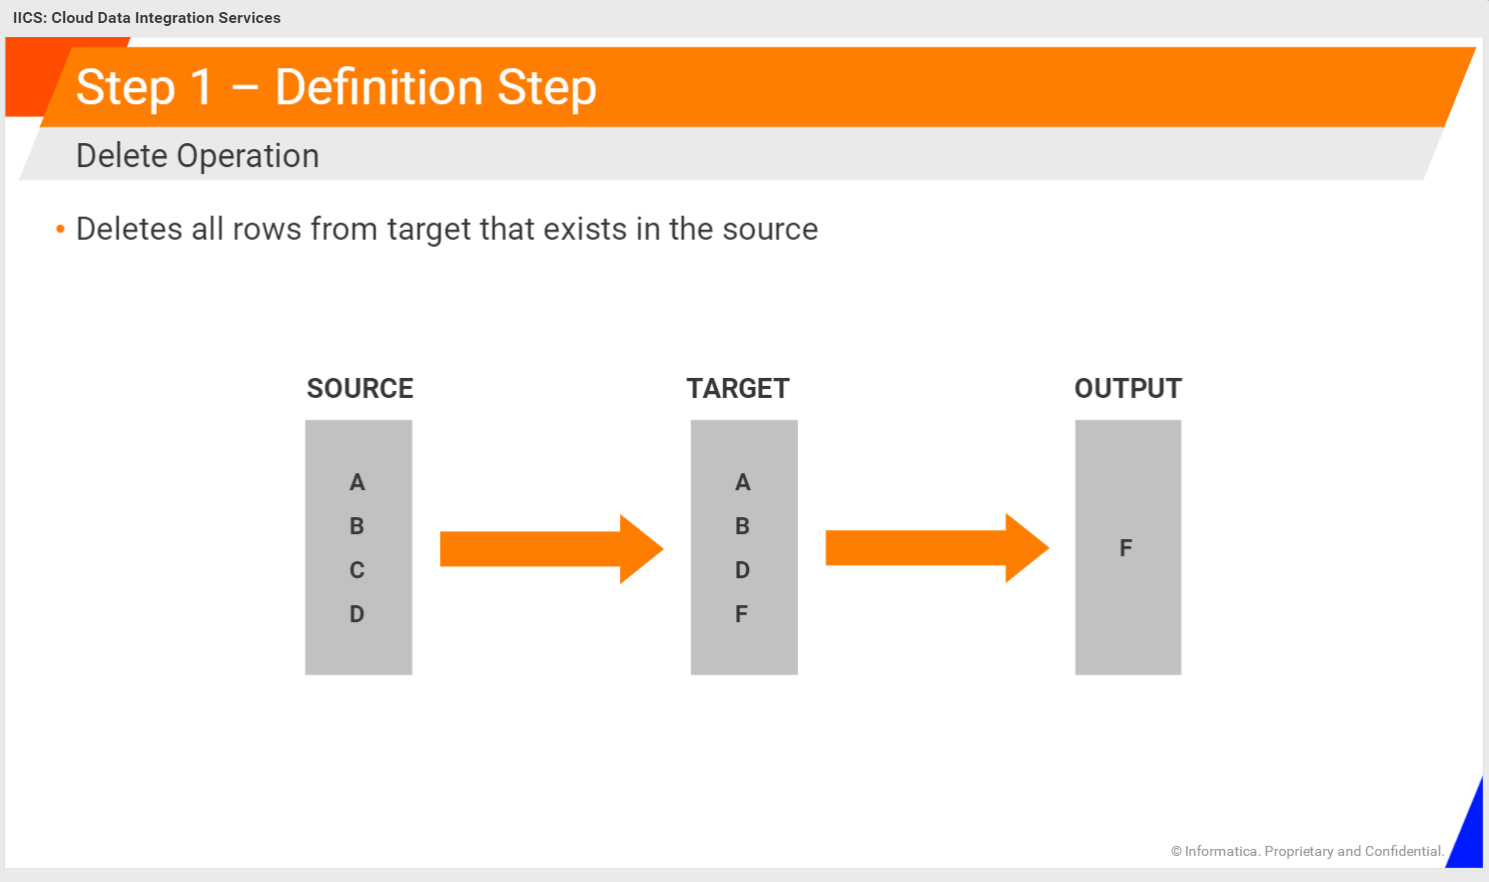 IICS: Cloud Data Integration Services
Step 1 – Definition Step
Delete Operation
• Deletes all rows from target that exists in the source
SOURCE
A
B
C
D
TARGET
A
B
D
F
OUTPUT
F
© Informatica. Proprietary and Confidential.